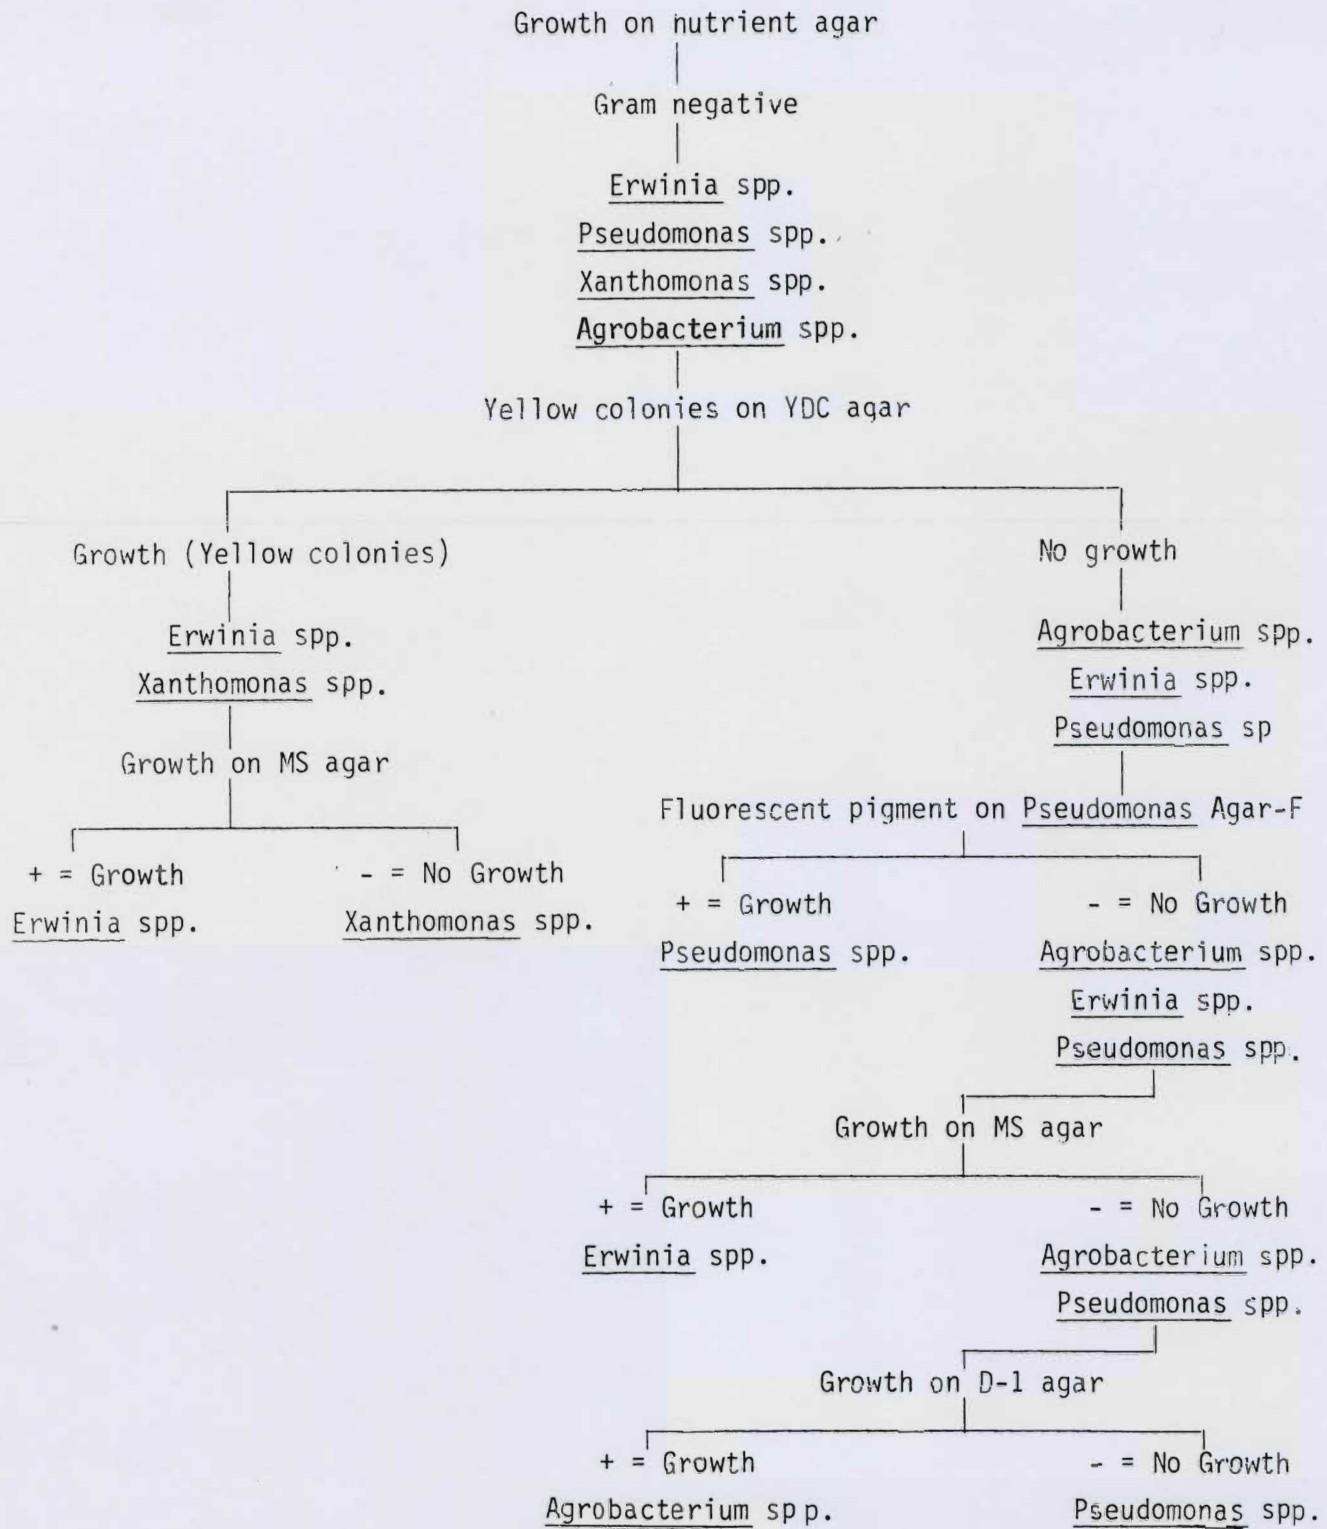 Growth on nutrient agar
Gram negative
Erwinia spp.
Pseudomonas spp.
Xanthomonas spp.
Agrobacterium spp.
Yellow colonies on YDC agar
Growth (Yellow colonies)
Erwinia spp.
Xanthomonas spp.
Growth on MS agar
+ = Growth
Erwinia spp.
- = No Growth
Xanthomonas spp.
No growth
Agrobacterium spp.
Erwinia spp.
Pseudomonas sp
Fluorescent pigment on Pseudomonas Agar-F
+ = Growth
Pseudomonas spp.
- = No Growth
Agrobacterium spp.
Erwinia spp.
Pseudomonas spp.
Growth on MS agar
+ = Growth
Erwinia spp.
- = No Growth
Agrobacterium spp.
Pseudomonas spp.
Growth on D-1 agar
+ = Growth
Agrobacterium spp.
- = No Growth
Pseudomonas spp.